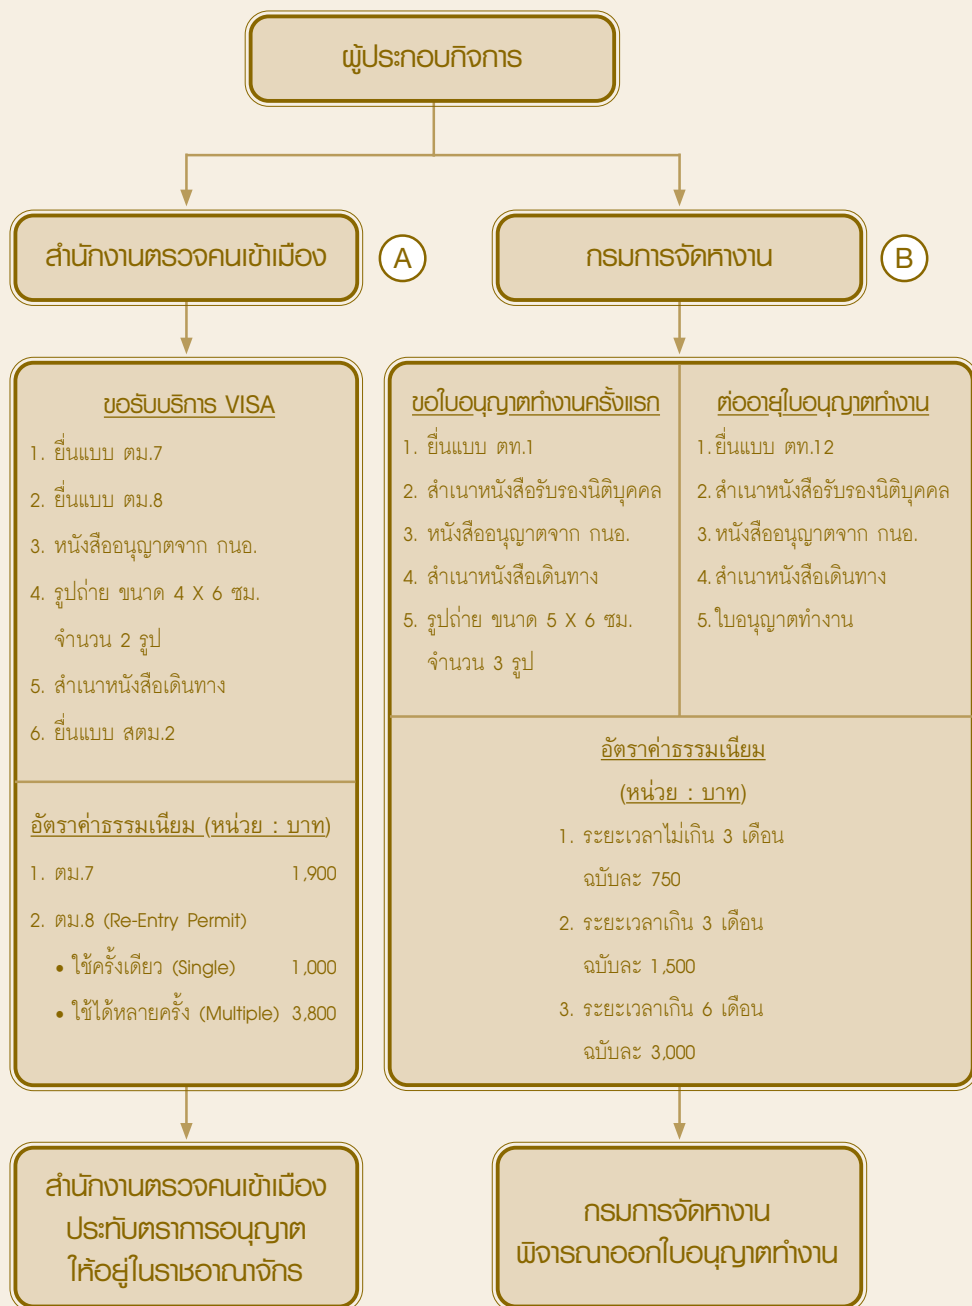 ผู้ประกอบกิจการ
สำนักงานตรวจคนเข้าเมือง
A
กรมการจัดหางาน
B
ขอรับบริการ VISA
1. ยื่นแบบ ตม.7
2. ยื่นแบบ ตม.8
3. หนังสืออนุญาตจาก กนอ.
4. รูปถ่าย ขนาด 4 X 6 ซม.
จำนวน 2 รูป
5. สำเนาหนังสือเดินทาง
6. ยื่นแบบ สตม.2
อัตราค่าธรรมเนียม (หน่วย : บาท)
1. ตม.7 1,900
2. ตม.8 (Re-Entry Permit)
• ใช้ครั้งเดียว (Single) 1,000
• ใช้ได้หลายครั้ง (Multiple) 3,800
ขอใบอนุญาตทำงานครั้งแรก
1. ยื่นแบบ ตท.1
2. สำเนาหนังสือรับรองนิติบุคคล
3. หนังสืออนุญาตจาก กนอ.
4. สำเนาหนังสือเดินทาง
5. รูปถ่าย ขนาด 5 X 6 ซม.
จำนวน 3 รูป
ต่ออายุใบอนุญาตทำงาน
1. ยื่นแบบ ตท.12
2. สำเนาหนังสือรับรองนิติบุคคล
3. หนังสืออนุญาตจาก กนอ.
4. สำเนาหนังสือเดินทาง
5. ใบอนุญาตทำงาน
อัตราค่าธรรมเนียม
(หน่วย : บาท)
1. ระยะเวลาไม่เกิน 3 เดือน
ฉบับละ 750
2. ระยะเวลาเกิน 3 เดือน
ฉบับละ 1,500
3. ระยะเวลาเกิน 6 เดือน
ฉบับละ 3,000
สำนักงานตรวจคนเข้าเมือง
ประทับตราการอนุญาต
ให้อยู่ในราชอาณาจักร
กรมการจัดหางาน
พิจารณาออกใบอนุญาตทำงาน